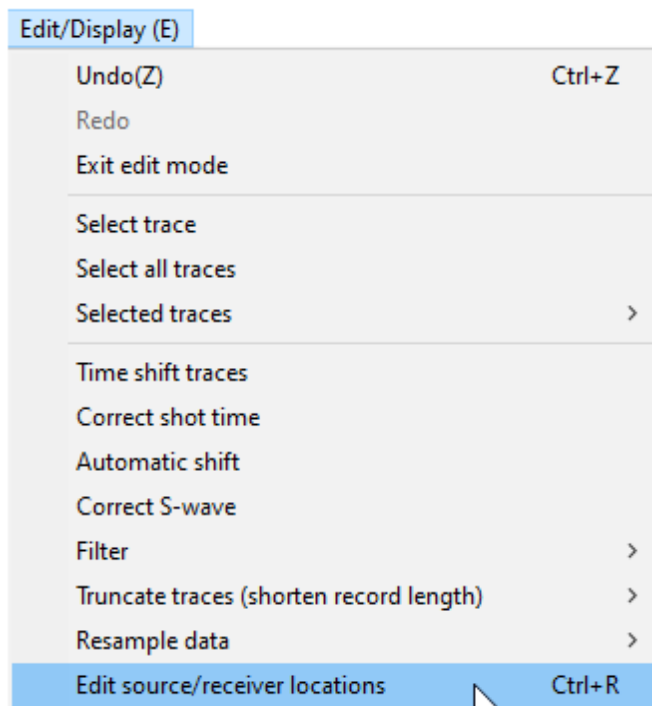 Edit/Display (E)
Undo(Z) Ctrl+Z
Redo
Exit edit mode
Select trace
Select all traces
Selected traces
Time shift traces
Correct shot time
Automatic shift
Correct S-wave
Filter
Truncate traces (shorten record length)
Resample data
Edit source/receiver locations Ctrl+R